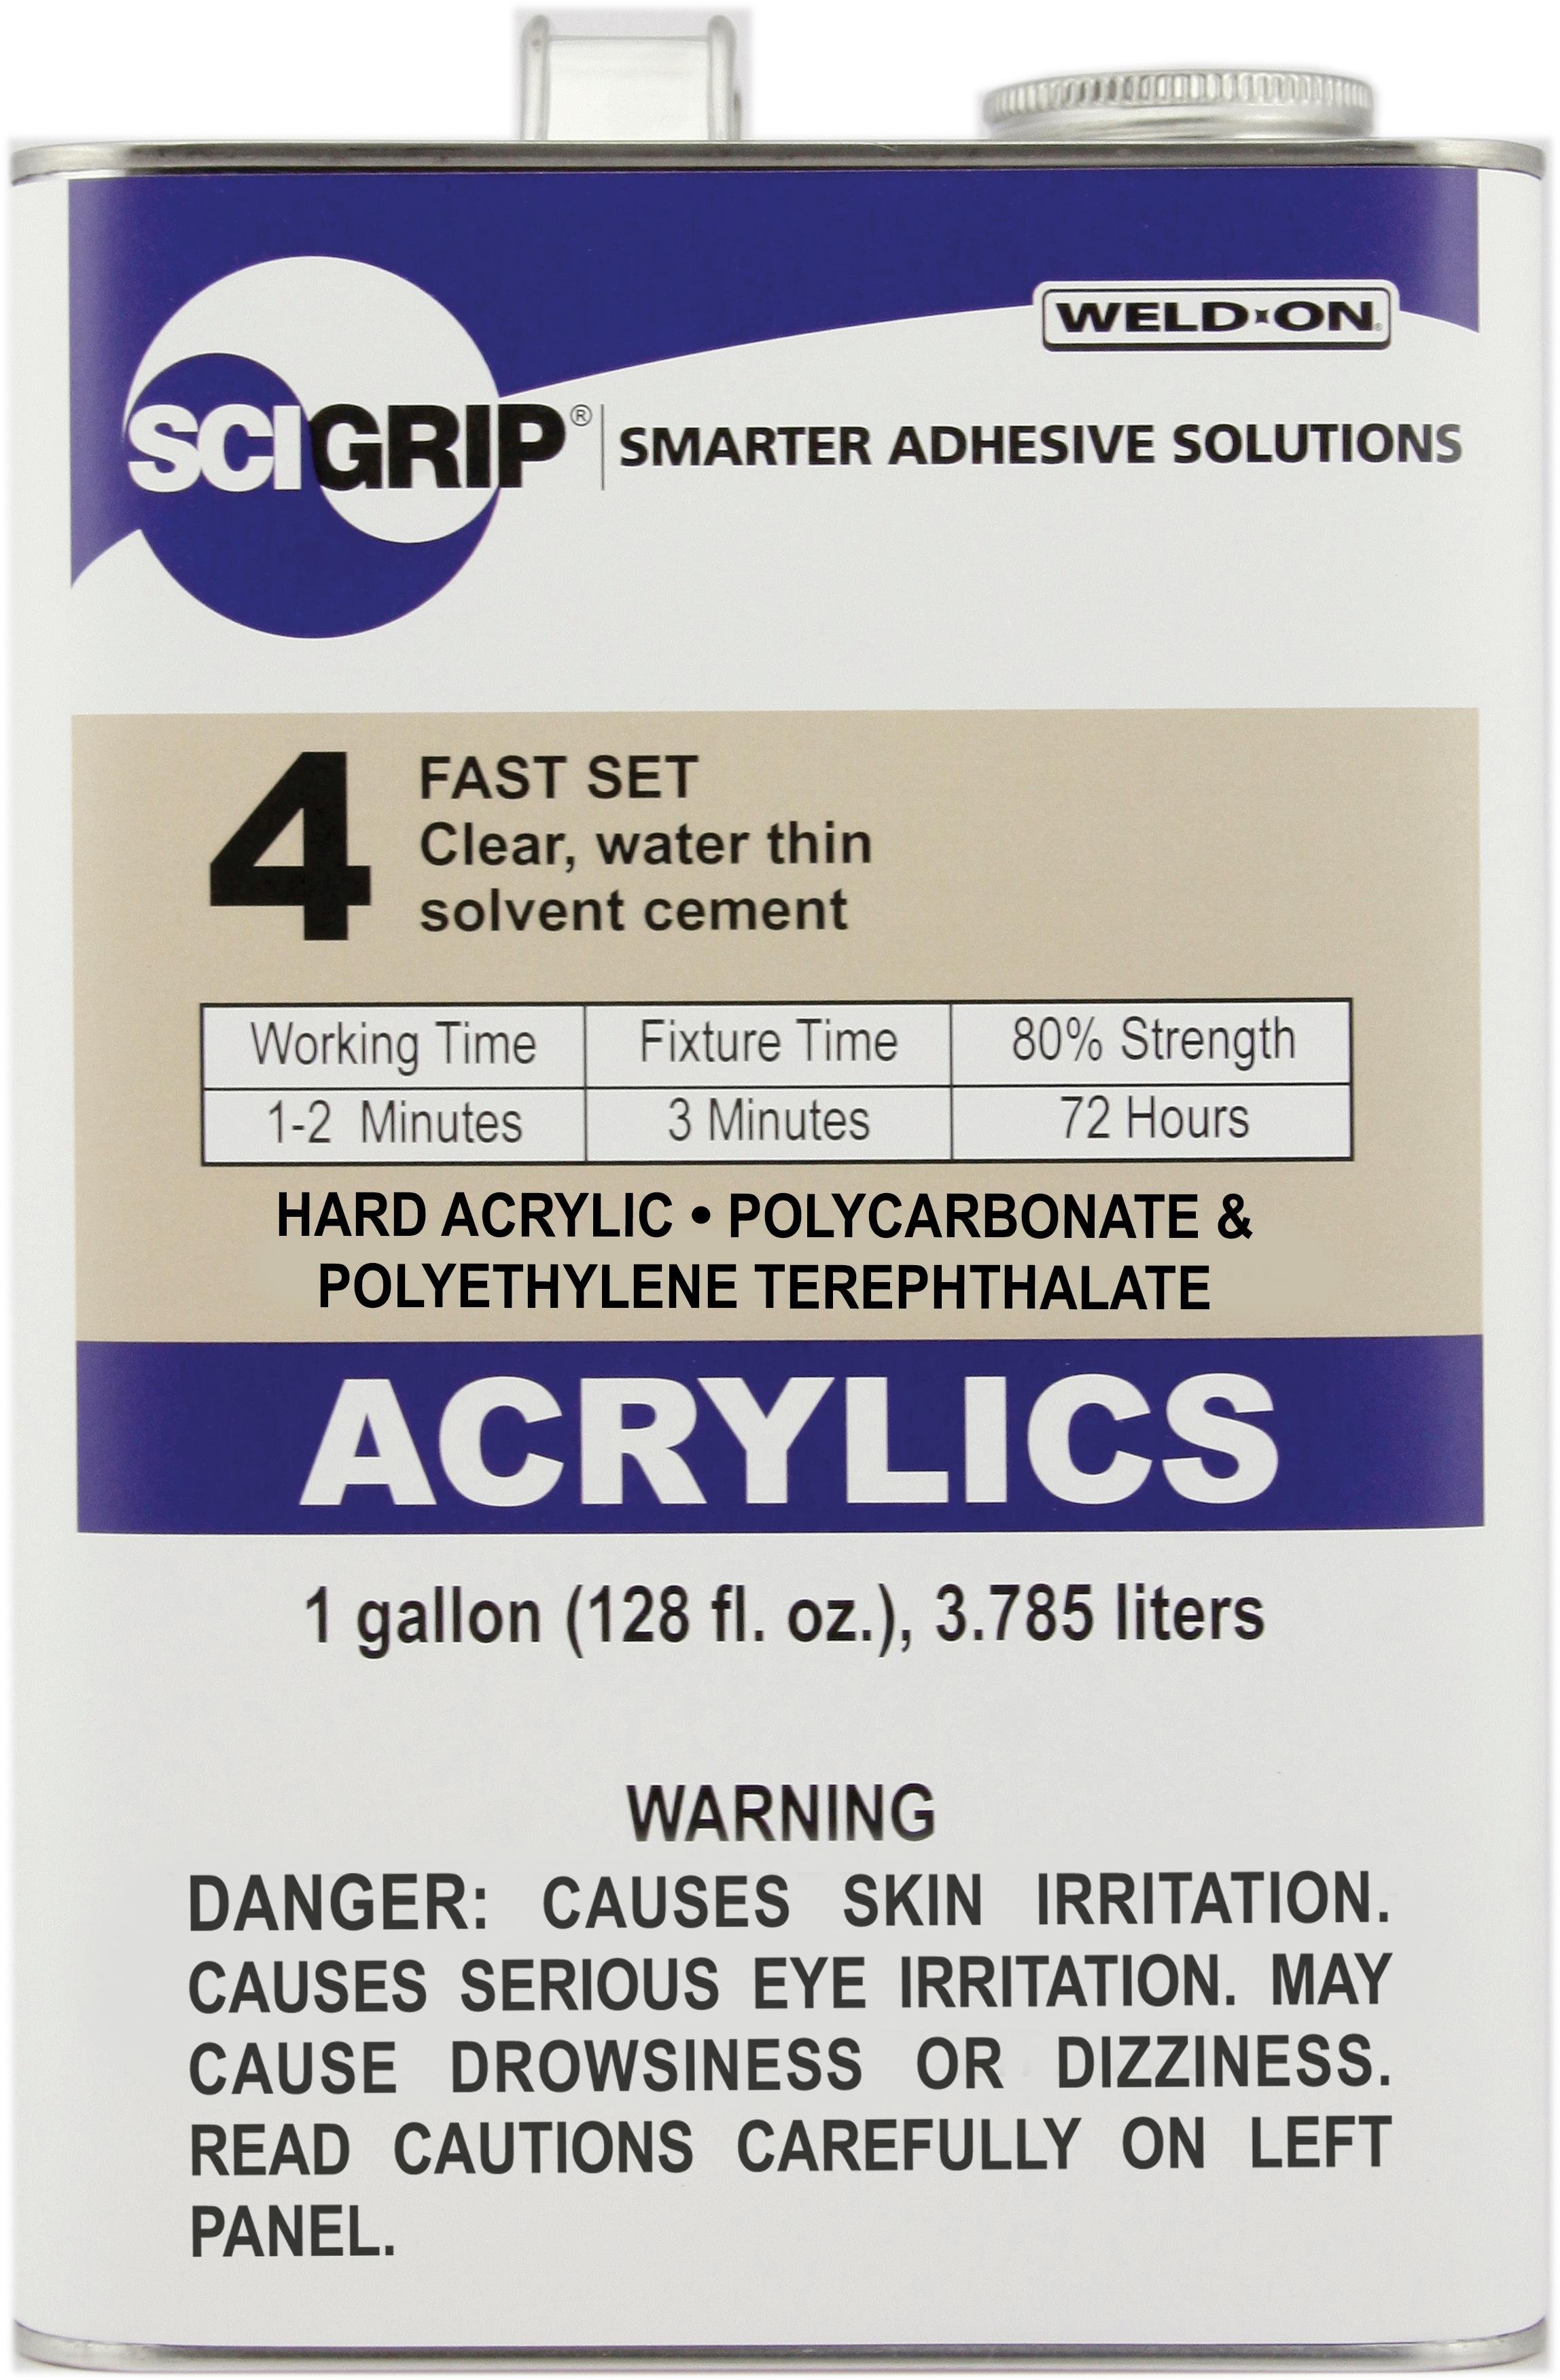 WELD-ON®
SCIGRIP® | SMARTER ADHESIVE SOLUTIONS
4
FAST SET
Clear, water thin
solvent cement
Working Time
Fixture Time
80% Strength
1-2 Minutes
3 Minutes
72 Hours
HARD ACRYLIC • POLYCARBONATE &
POLYETHYLENE TEREPHTHALATE
ACRYLICS
1 gallon (128 fl. oz.), 3.785 liters
WARNING
DANGER: CAUSES SKIN IRRITATION.
CAUSES SERIOUS EYE IRRITATION. MAY
CAUSE DROWSINESS OR DIZZINESS.
READ CAUTIONS CAREFULLY ON LEFT
PANEL.